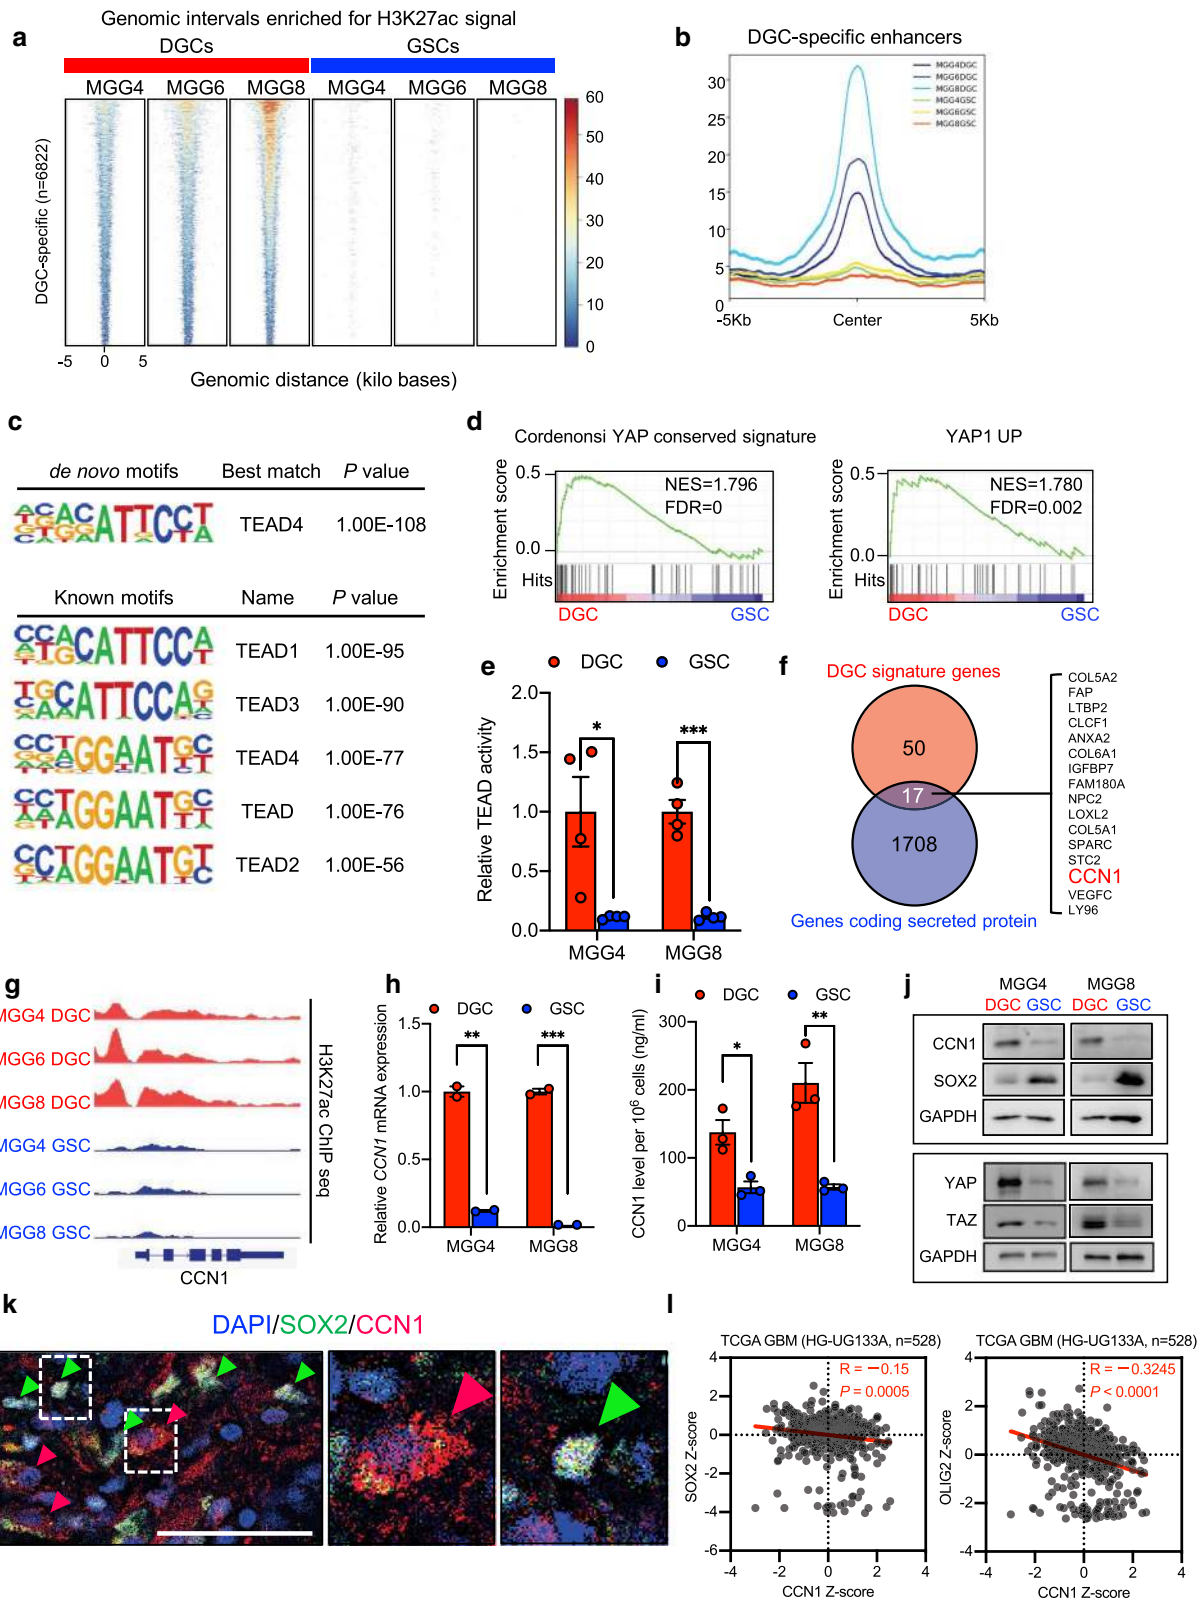 a
Genomic intervals enriched for H3K27ac signal
DGCs GSCs
MGG4 MGG6 MGG8 MGG4 MGG6 MGG8
DGC-specific (n=6822)
60
50
40
30
20
10
0
-5 0 5
Genomic distance (kilo bases)
b
DGC-specific enhancers
30
25
20
15
10
5
0
MGG4DGC
MGG6DGC
MGG8DGC
MGG4GSC
MGG6GSC
MGG8GSC
-5Kb Center 5Kb
c
de novo motifs Best match P value
TEAD4 1.00E-108
Known motifs Name P value
TEAD1 1.00E-95
TEAD3 1.00E-90
TEAD4 1.00E-77
TEAD 1.00E-76
TEAD2 1.00E-56
d
Cordenonsi YAP conserved signature
Enrichment score
0.5
0.0
NES=1.796
FDR=0
Hits
DGC GSC
YAP1 UP
Enrichment score
0.5
0.0
NES=1.780
FDR=0.002
Hits
DGC GSC
e
DGC GSC
Relative TEAD activity
2.0
1.5
1.0
0.5
0.0
* ***
MGG4 MGG8
f
DGC signature genes
50
17
1708
Genes coding secreted protein
COL5A2
FAP
LTBP2
CLCF1
ANXA2
COL6A1
IGFBP7
FAM180A
NPC2
LOXL2
COL5A1
SPARC
STC2
CCN1
VEGFC
LY96
g
MGG4 DGC
MGG6 DGC
MGG8 DGC
MGG4 GSC
MGG6 GSC
MGG8 GSC
H3K27ac ChIP seq
CCN1
h
DGC GSC
Relative CCN1 mRNA expression
1.5
1.0
0.5
0.0
** ***
MGG4 MGG8
i
DGC GSC
CCN1 level per 10⁶ cells (ng/ml)
300
200
100
0
* **
MGG4 MGG8
j
MGG4 MGG8
DGC GSC DGC GSC
CCN1
SOX2
GAPDH
YAP
TAZ
GAPDH
k
DAPI/SOX2/CCN1
l
TCGA GBM (HG-UG133A, n=528)
R = −0.15
P = 0.0005
SOX2 Z-score
4
2
0
-2
-4
-6
-4 -2 0 2 4
CCN1 Z-score
TCGA GBM (HG-UG133A, n=528)
R = −0.3245
P < 0.0001
OLIG2 Z-score
4
2
0
-2
-4
-4 -2 0 2 4
CCN1 Z-score